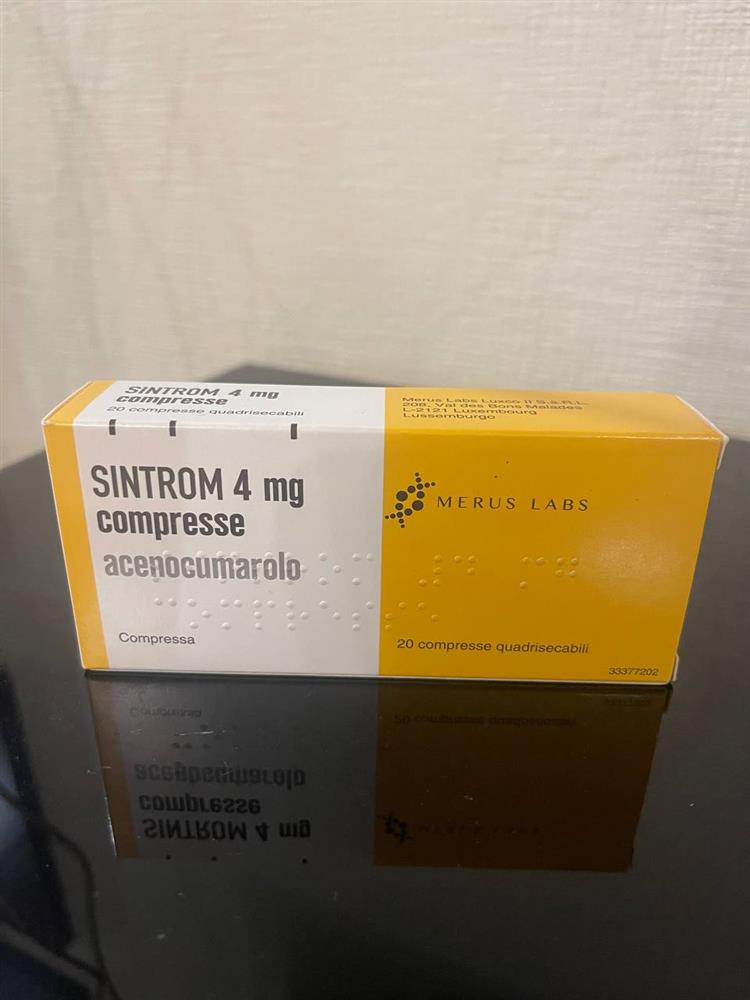 SINTROM 4 mg
compresse
20 compresse quadrisecabili
Merus Labs Luxco II S.à.R.L.
208, Val des Bons Malades
L-2121 Luxembourg
Lussemburgo
SINTROM 4 mg
compresse
acenocumarolo
Compressa
MERUS LABS
20 compresse quadrisecabili
33377202